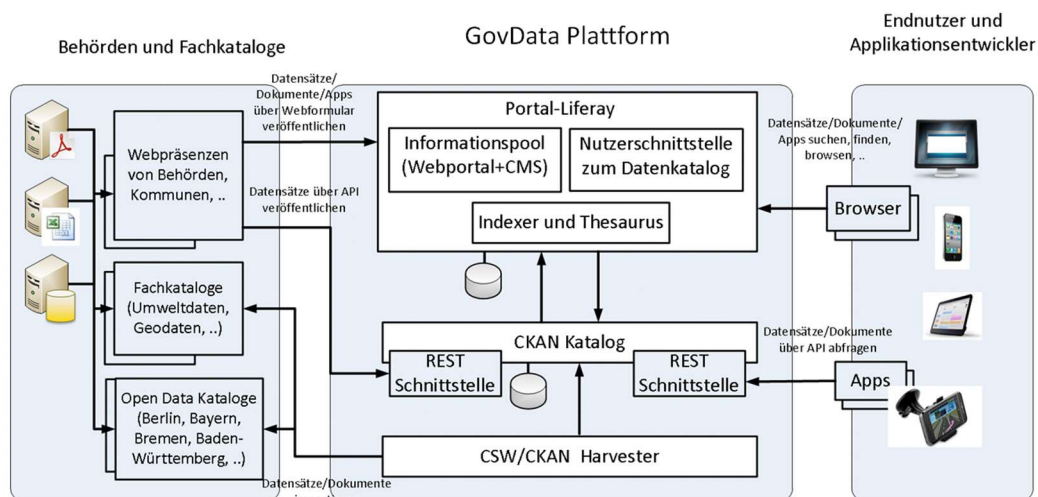 Behörden und Fachkataloge
GovData Plattform
Endnutzer und
Applikationsentwickler
Datensätze/
Dokumente/Apps
über Webformular
veröffentlichen
Datensätze über API
veröffentlichen
Webpräsenzen
von Behörden,
Kommunen, ..
Fachkataloge
(Umweltdaten,
Geodaten, ..)
Open Data Kataloge
(Berlin, Bayern,
Bremen, Baden-
Württemberg, ..)
Datensätze/Dokumente
Portal-Liferay
Informationspool
(Webportal+CMS)
Nutzerschnittstelle
zum Datenkatalog
Indexer und Thesaurus
CKAN Katalog
REST
Schnittstelle
REST
Schnittstelle
CSW/CKAN Harvester
Datensätze/Dokumente/
Apps suchen, finden,
browsen, ..
Browser
Datensätze/Dokumente
über API abfragen
Apps